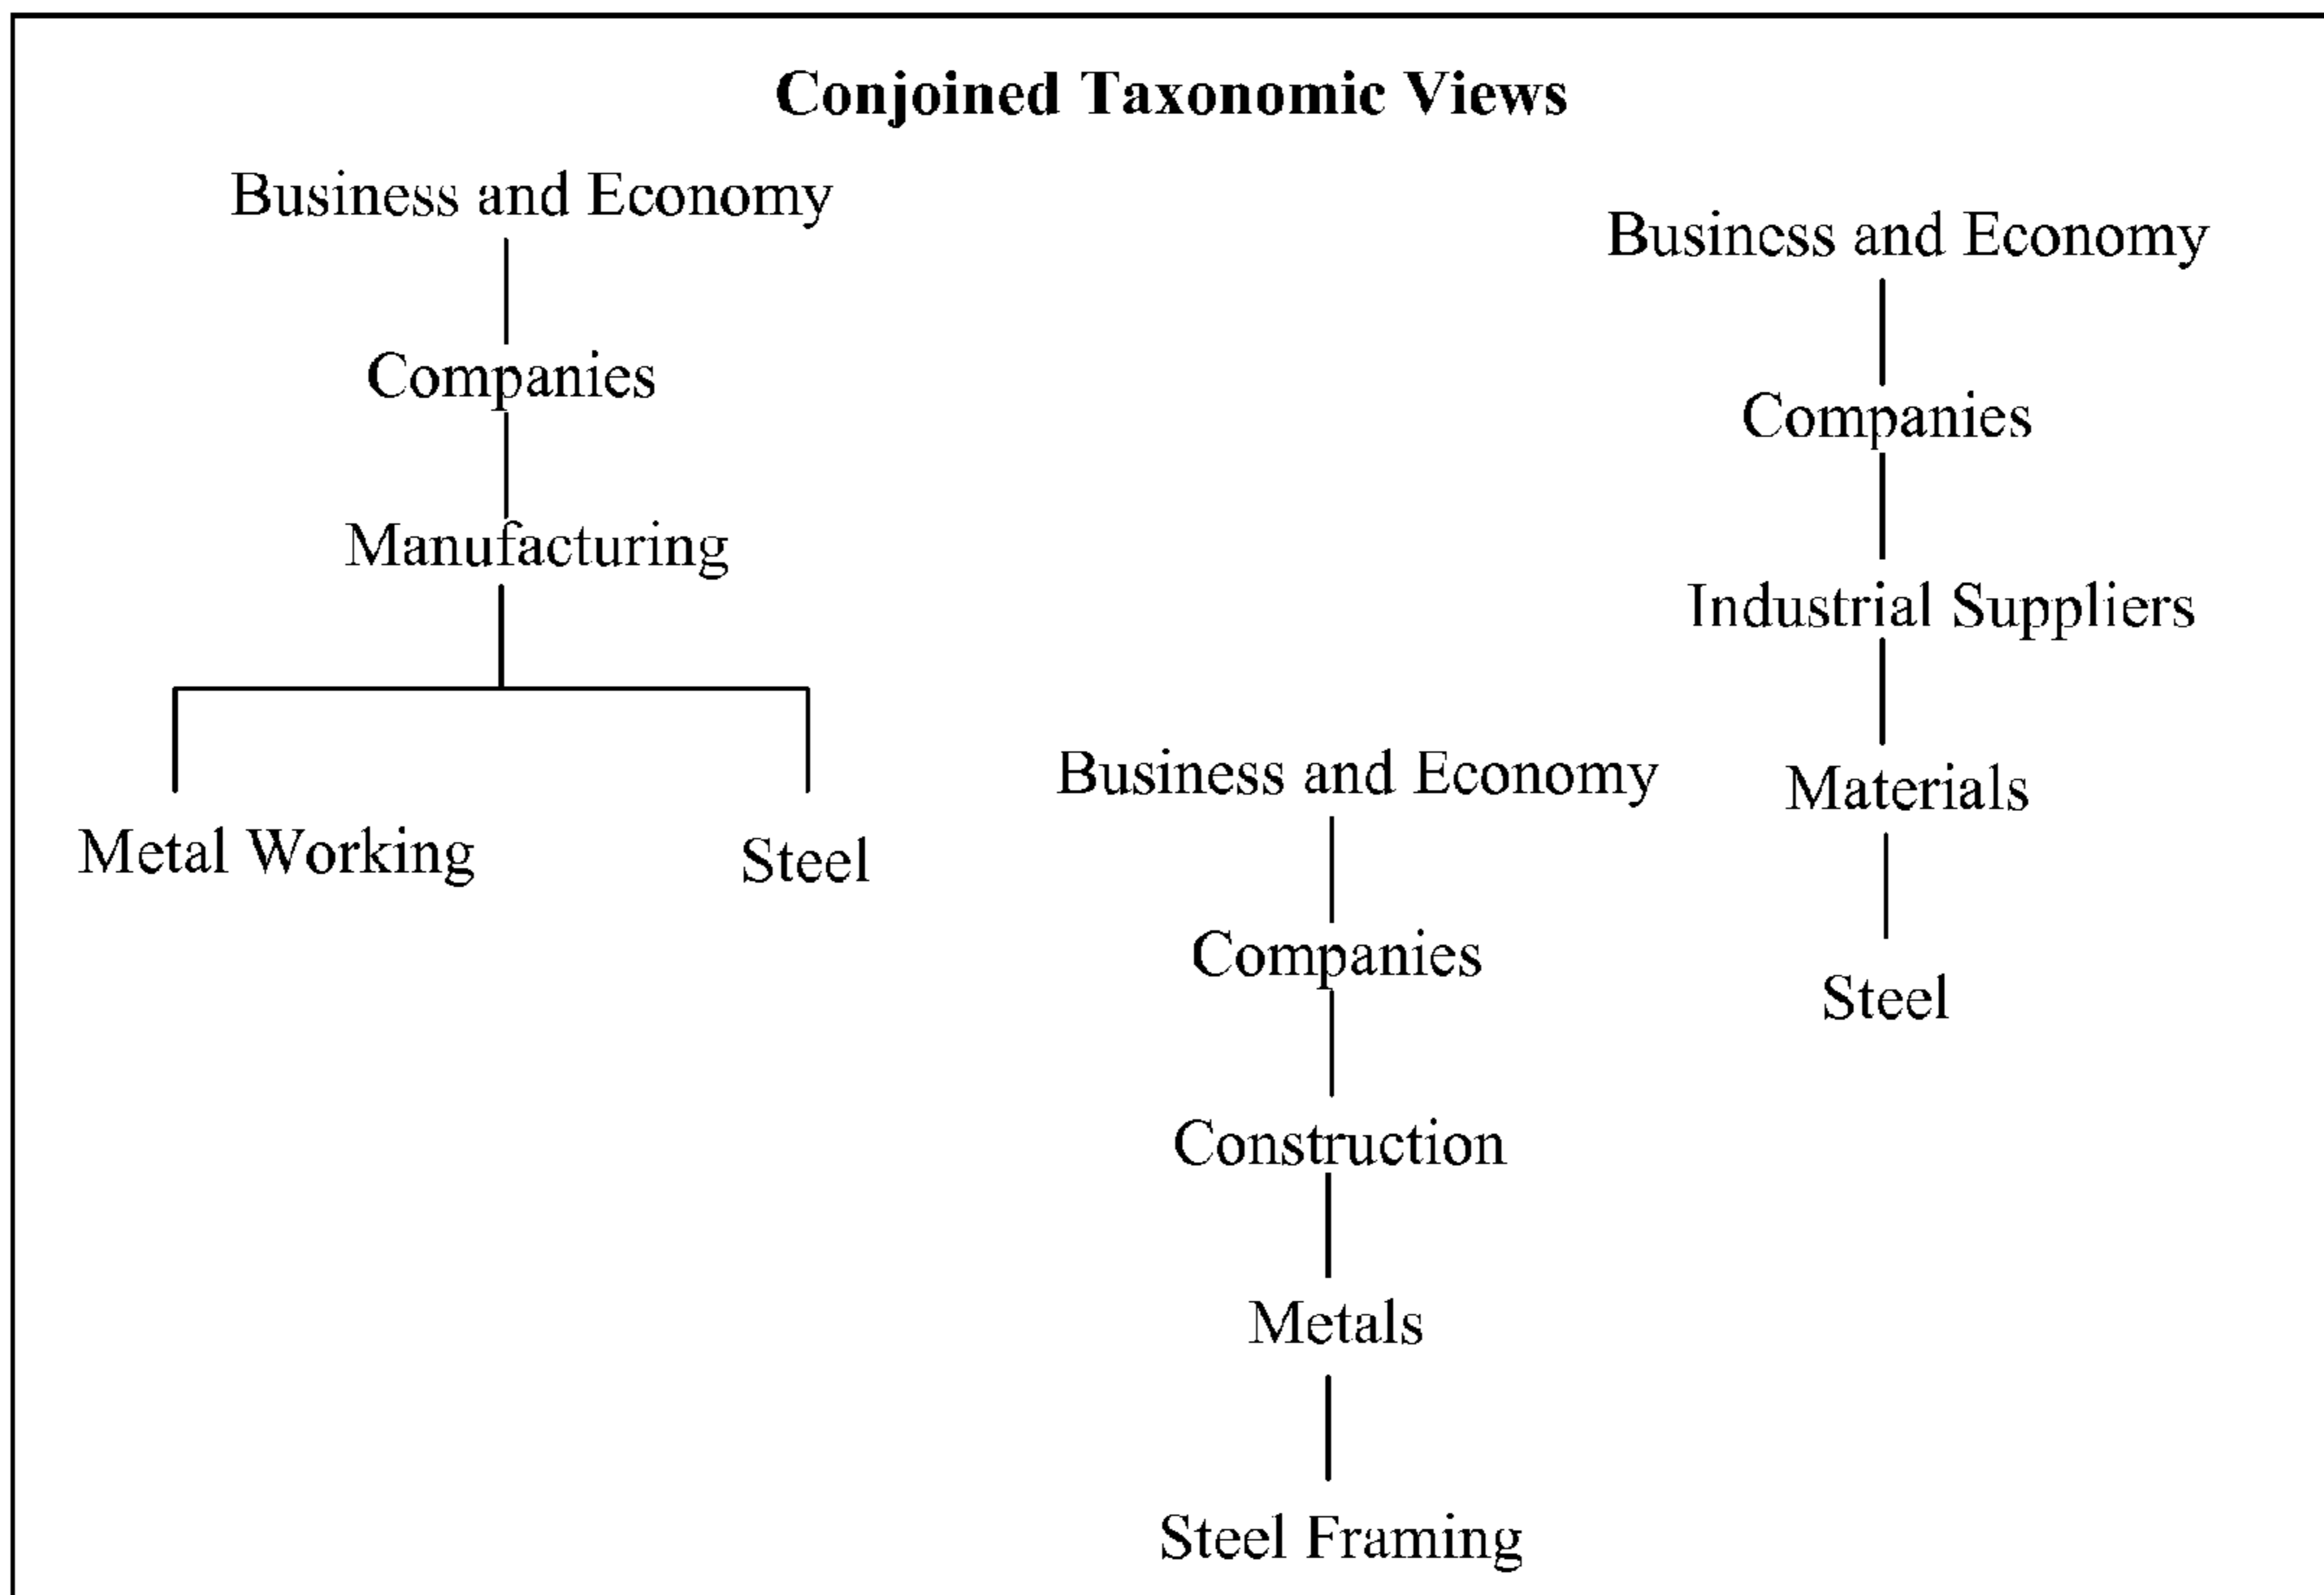 Conjoined Taxonomic Views
Business and Economy
Companies
Manufacturing
Metal Working
Steel
Business and Economy
Companies
Construction
Metals
Steel Framing
Business and Economy
Companies
Industrial Suppliers
Materials
Steel